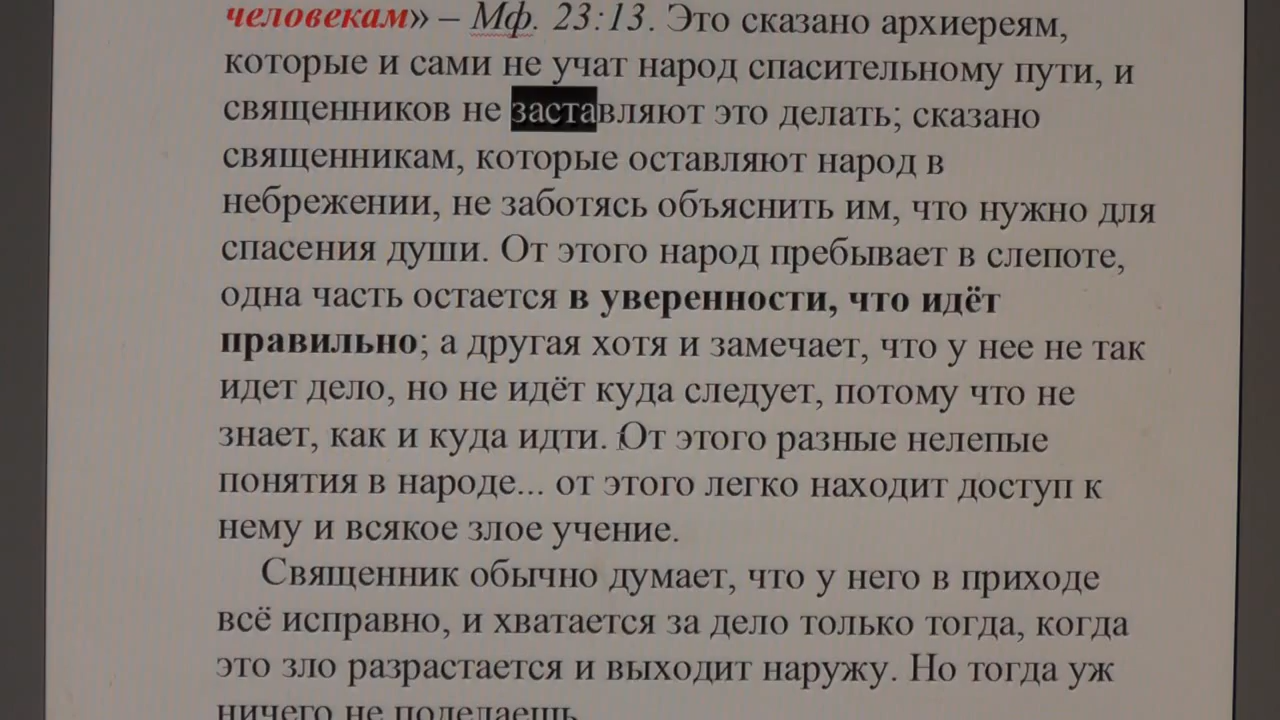 человекам» – Мф. 23:13. Это сказано архиереям,
которые и сами не учат народ спасительному пути, и
священников не заставляют это делать; сказано
священникам, которые оставляют народ в
небрежении, не заботясь объяснить им, что нужно для
спасения души. От этого народ пребывает в слепоте,
одна часть остается в уверенности, что идёт
правильно; а другая хотя и замечает, что у нее не так
идет дело, но не идёт куда следует, потому что не
знает, как и куда идти. От этого разные нелепые
понятия в народе... от этого легко находит доступ к
нему и всякое злое учение.
Священник обычно думает, что у него в приходе
всё исправно, и хватается за дело только тогда, когда
это зло разрастается и выходит наружу. Но тогда уж
ничего не поделаешь